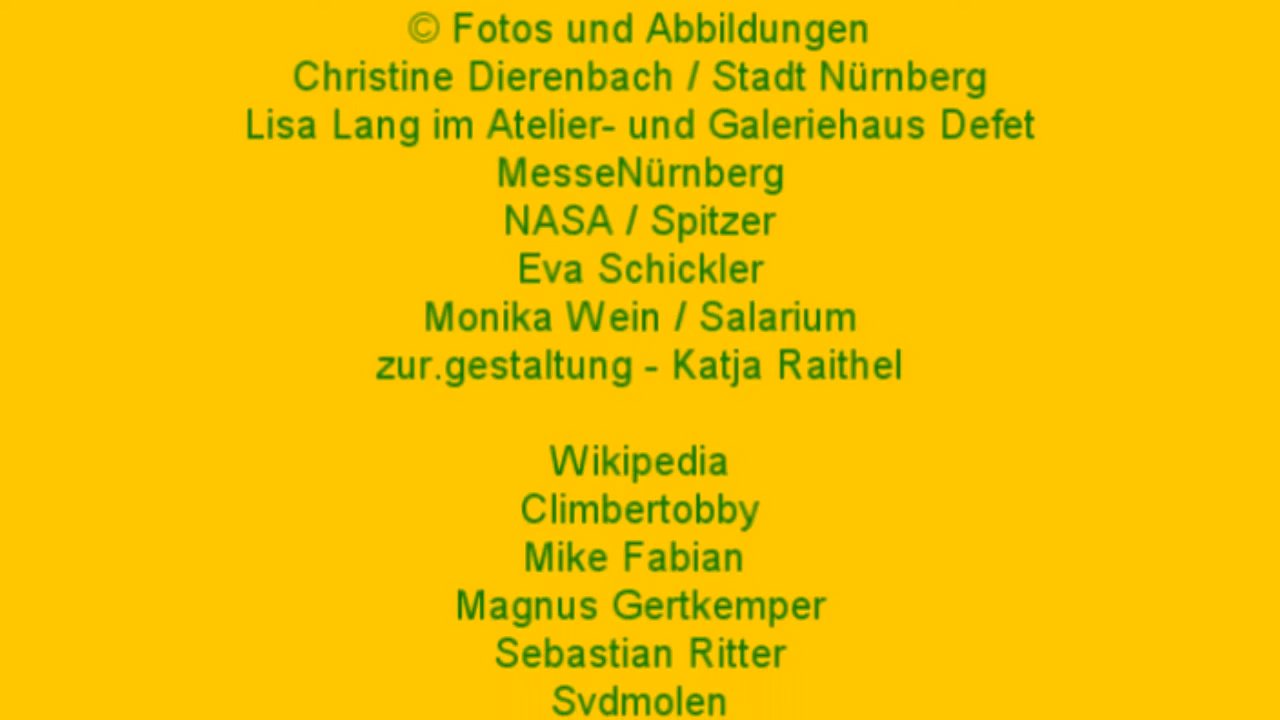 © Fotos und Abbildungen
Christine Dierenbach / Stadt Nürnberg
Lisa Lang im Atelier- und Galeriehaus Defet
MesseNürnberg
NASA / Spitzer
Eva Schickler
Monika Wein / Salarium
zur.gestaltung - Katja Raithel
Wikipedia
Climbertobby
Mike Fabian
Magnus Gertkemper
Sebastian Ritter
Svdmolen